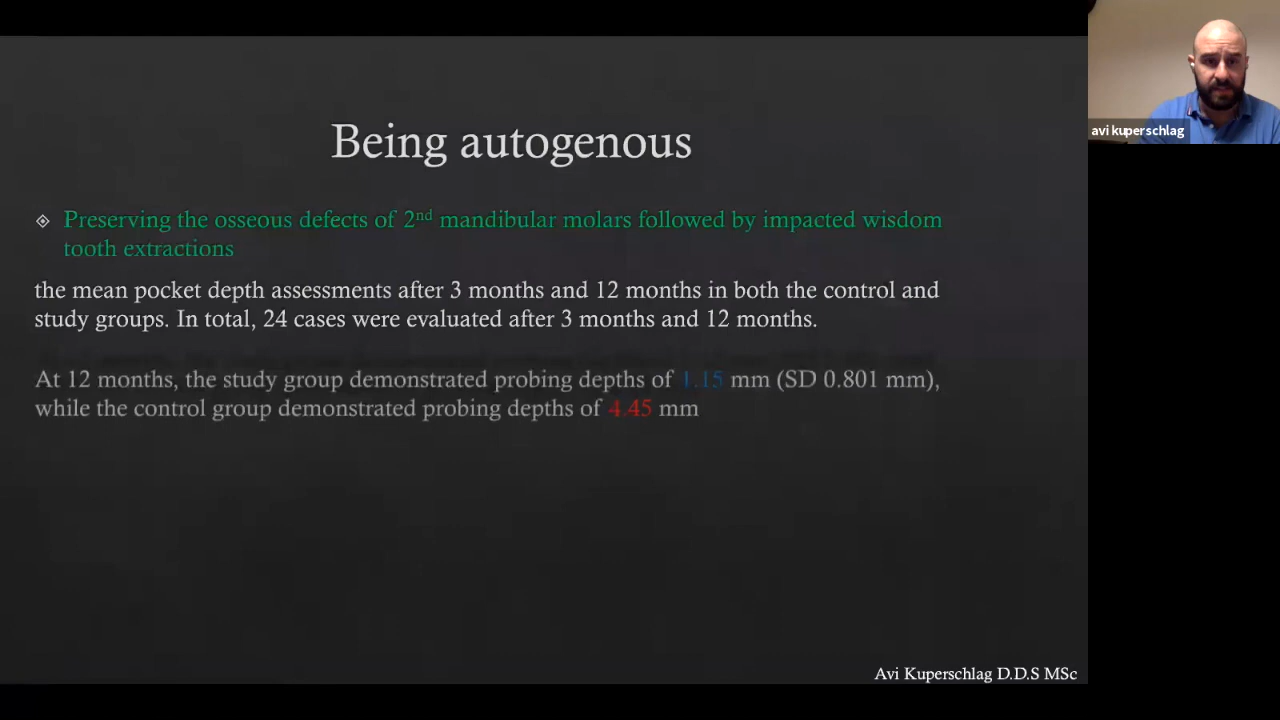 Being autogenous
Preserving the osseous defects of 2nd mandibular molars followed by impacted wisdom
tooth extractions
the mean pocket depth assessments after 3 months and 12 months in both the control and
study groups. In total, 24 cases were evaluated after 3 months and 12 months.
At 12 months, the study group demonstrated probing depths of 1.15 mm (SD 0.801 mm),
while the control group demonstrated probing depths of 4.45 mm
Avi Kuperschlag D.D.S MSc
avi kuperschlag